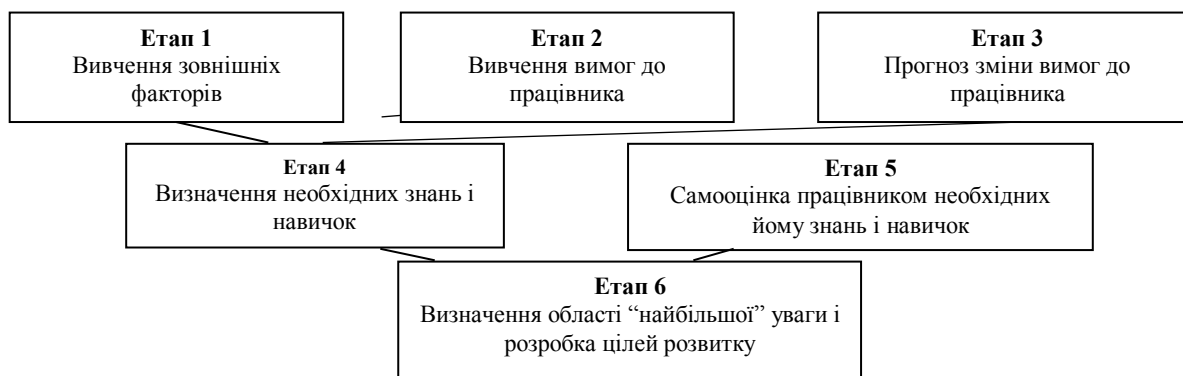 Етап 1
Вивчення зовнішніх
факторів
Етап 2
Вивчення вимог до
працівника
Етап 3
Прогноз зміни вимог до
працівника
Етап 4
Визначення необхідних знань і
навичок
Етап 5
Самооцінка працівником необхідних
йому знань і навичок
Етап 6
Визначення області “найбільшої” уваги і
розробка цілей розвитку